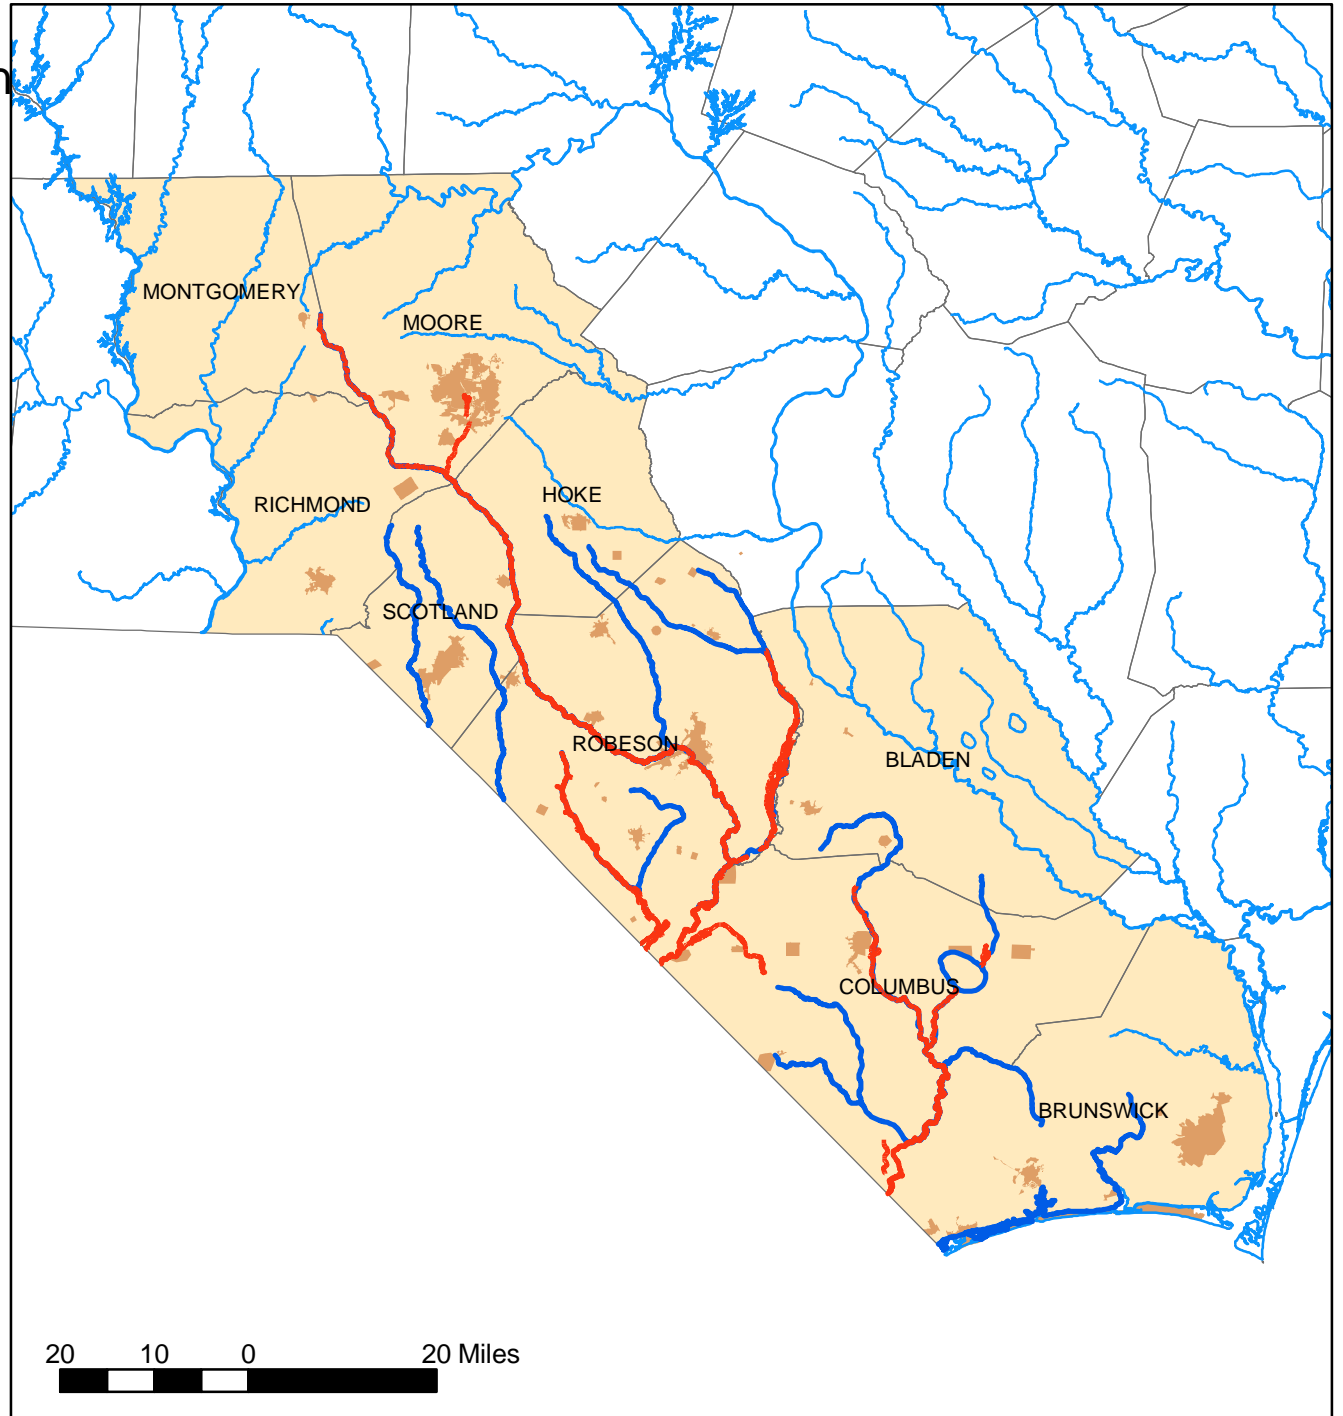 n
MONTGOMERY
MOORE
RICHMOND
HOKE
SCOTLAND
ROBESON
BLADEN
COLUMBUS
BRUNSWICK
20 10 0 20 Miles